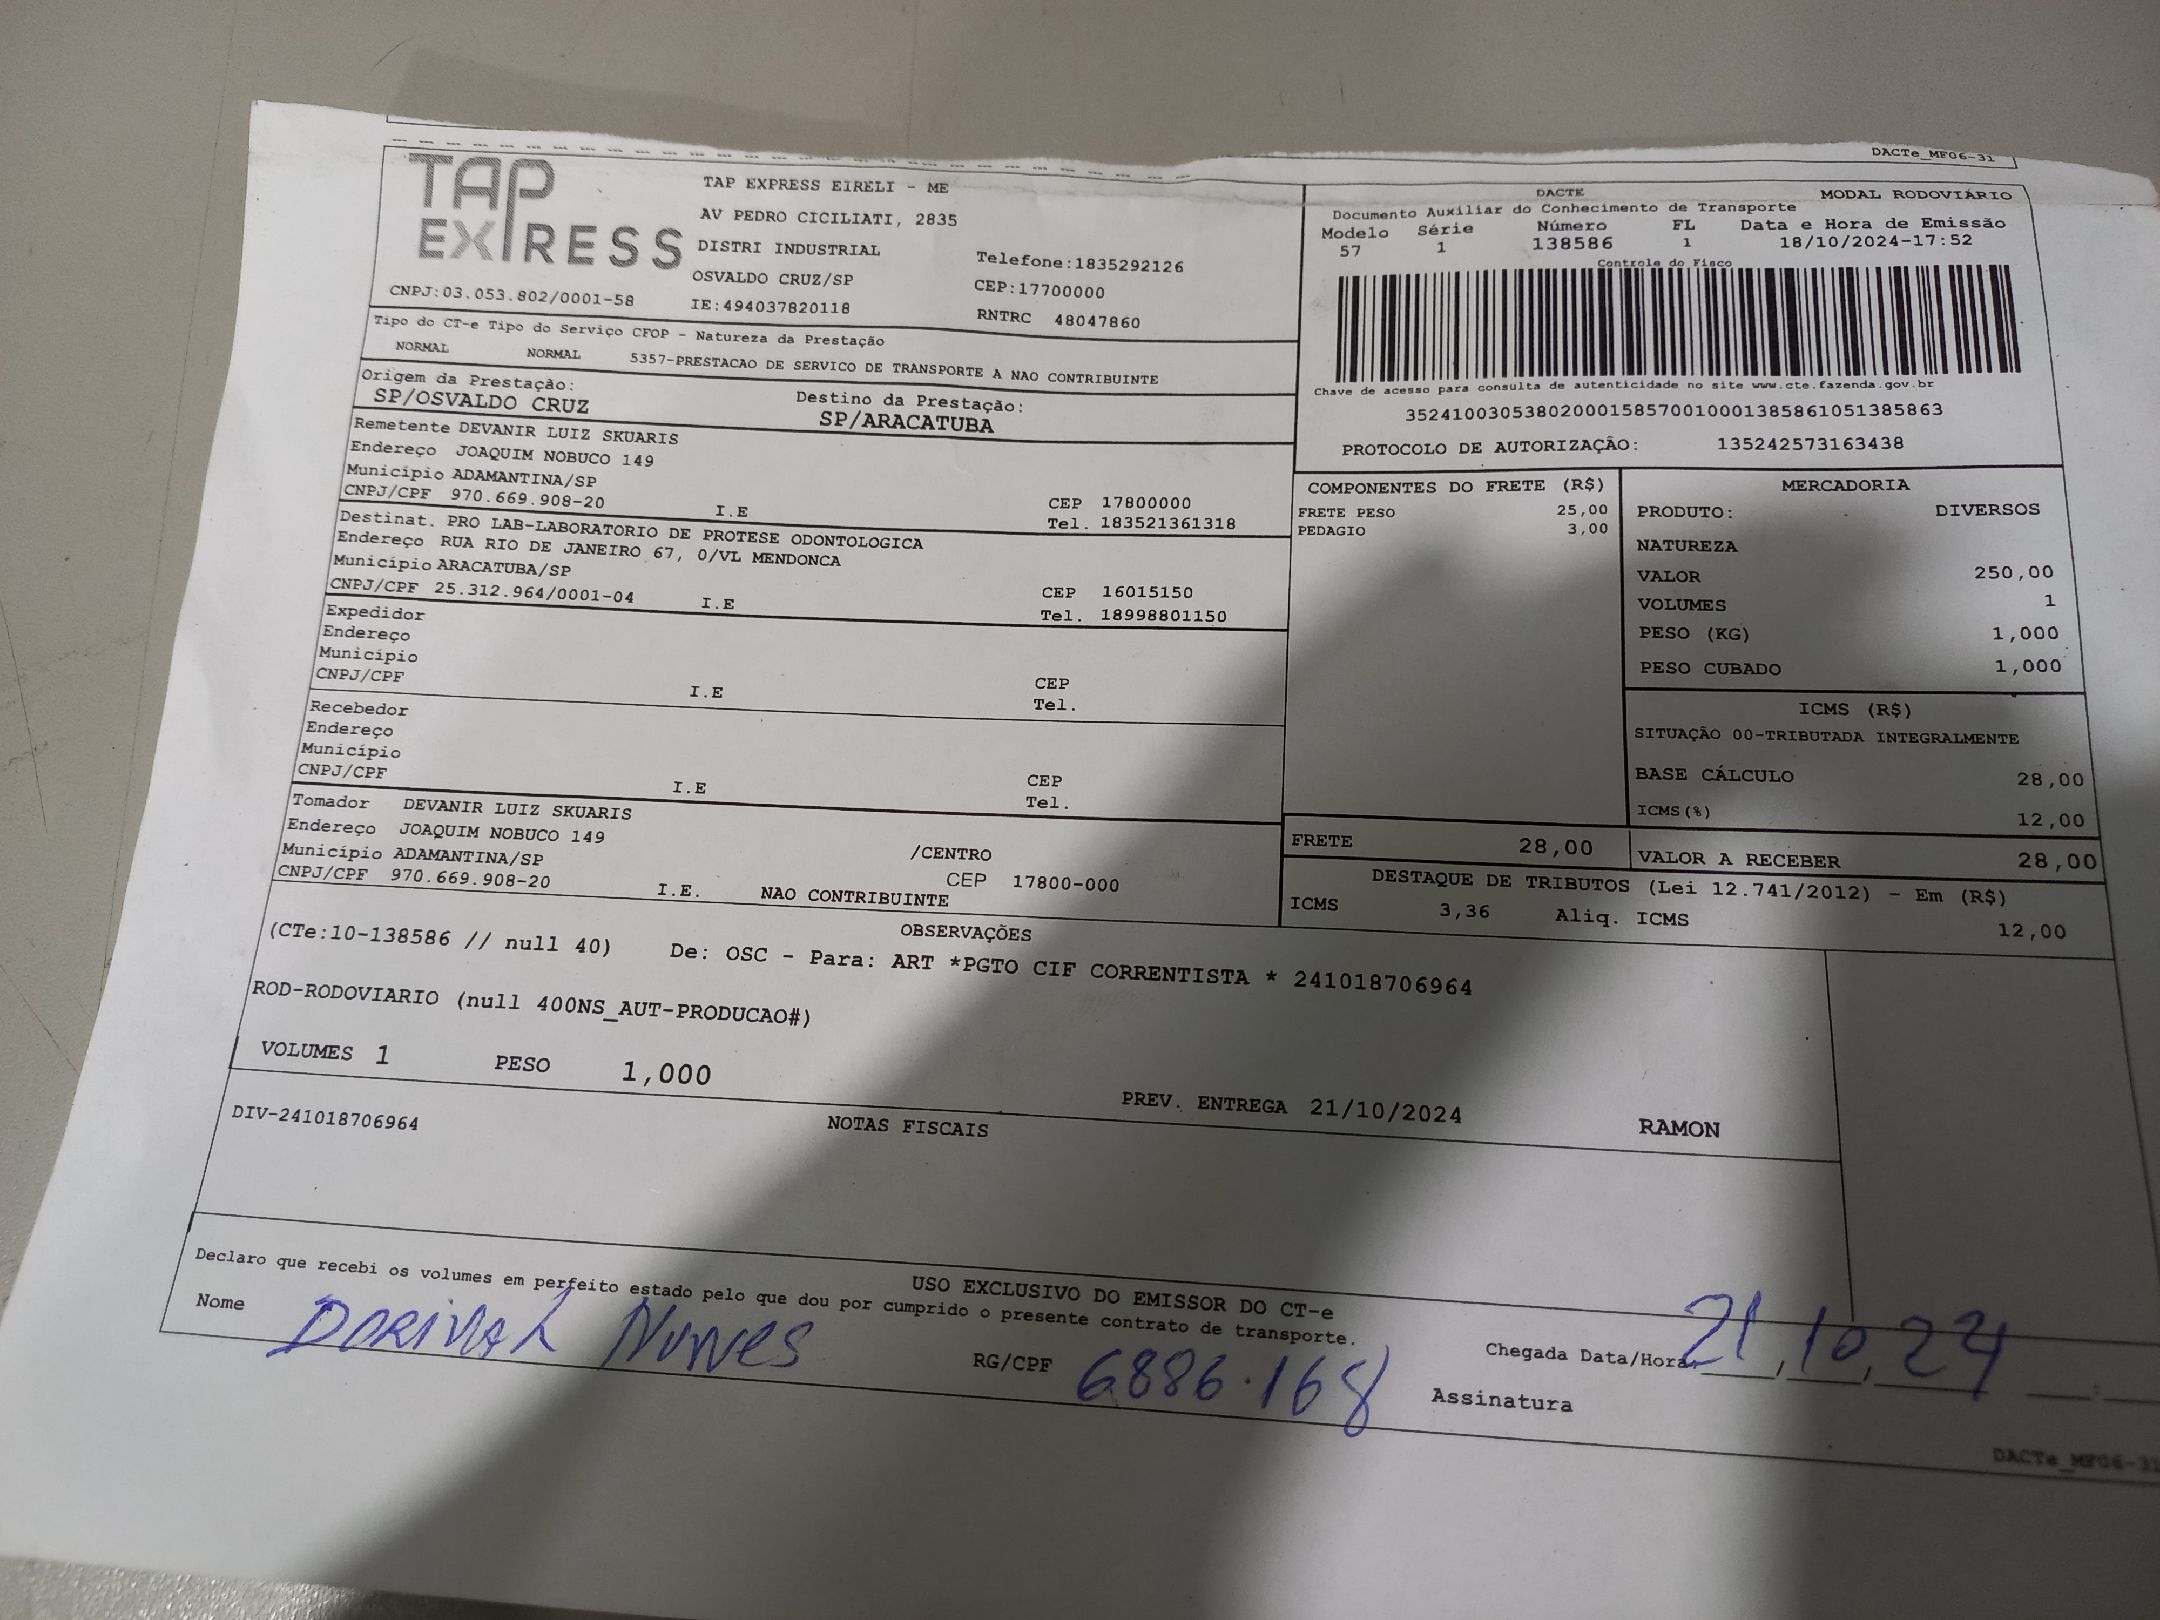 DACTe_MF06-31
TAP EXPRESS
TAP EXPRESS EIRELI - ME
AV PEDRO CICILIATI, 2835
DISTRI INDUSTRIAL
Telefone:1835292126
OSVALDO CRUZ/SP
CEP:17700000
CNPJ:03.053.802/0001-58
IE:494037820118
RNTRC 48047860
DACTE
MODAL RODOVIÁRIO
Documento Auxiliar do Conhecimento de Transporte
Modelo Série Número FL Data e Hora de Emissão
57 1 138586 1 18/10/2024-17:52
Controle do Fisco
Chave de acesso para consulta de autenticidade no site www.cte.fazenda.gov.br
35241003053802000158570010001385861051385863
PROTOCOLO DE AUTORIZAÇÃO: 135242573163438
Tipo do CT-e Tipo do Serviço CFOP - Natureza da Prestação
NORMAL NORMAL 5357-PRESTACAO DE SERVICO DE TRANSPORTE A NAO CONTRIBUINTE
Origem da Prestação: Destino da Prestação:
SP/OSVALDO CRUZ SP/ARACATUBA
Remetente DEVANIR LUIZ SKUARIS
Endereço JOAQUIM NOBUCO 149
Município ADAMANTINA/SP CEP 17800000
CNPJ/CPF 970.669.908-20 I.E Tel. 183521361318
Destinat. PRO LAB-LABORATORIO DE PROTESE ODONTOLOGICA
Endereço RUA RIO DE JANEIRO 67, 0/VL MENDONCA
Município ARACATUBA/SP CEP 16015150
CNPJ/CPF 25.312.964/0001-04 I.E Tel. 18998801150
Expedidor
Endereço
Município CEP
CNPJ/CPF I.E Tel.
Recebedor
Endereço
Município CEP
CNPJ/CPF I.E Tel.
Tomador DEVANIR LUIZ SKUARIS
Endereço JOAQUIM NOBUCO 149 /CENTRO
Município ADAMANTINA/SP CEP 17800-000
CNPJ/CPF 970.669.908-20 I.E. NAO CONTRIBUINTE
COMPONENTES DO FRETE (R$)
FRETE PESO 25,00
PEDAGIO 3,00
MERCADORIA
PRODUTO: DIVERSOS
NATUREZA
VALOR 250,00
VOLUMES 1
PESO (KG) 1,000
PESO CUBADO 1,000
ICMS (R$)
SITUAÇÃO 00-TRIBUTADA INTEGRALMENTE
BASE CÁLCULO 28,00
ICMS(%) 12,00
FRETE 28,00 VALOR A RECEBER 28,00
DESTAQUE DE TRIBUTOS (Lei 12.741/2012) - Em (R$)
ICMS 3,36 Aliq. ICMS 12,00
OBSERVAÇÕES
(CTe:10-138586 // null 40) De: OSC - Para: ART *PGTO CIF CORRENTISTA * 241018706964
ROD-RODOVIARIO (null 400NS_AUT-PRODUCAO#)
VOLUMES 1 PESO 1,000 PREV. ENTREGA 21/10/2024 RAMON
NOTAS FISCAIS
DIV-241018706964
USO EXCLUSIVO DO EMISSOR DO CT-e
Declaro que recebi os volumes em perfeito estado pelo que dou por cumprido o presente contrato de transporte.
Nome DORIVAL NUNES RG/CPF 6886.168 Chegada Data/Hora 21,10,24
Assinatura
DACTe_MF06-31